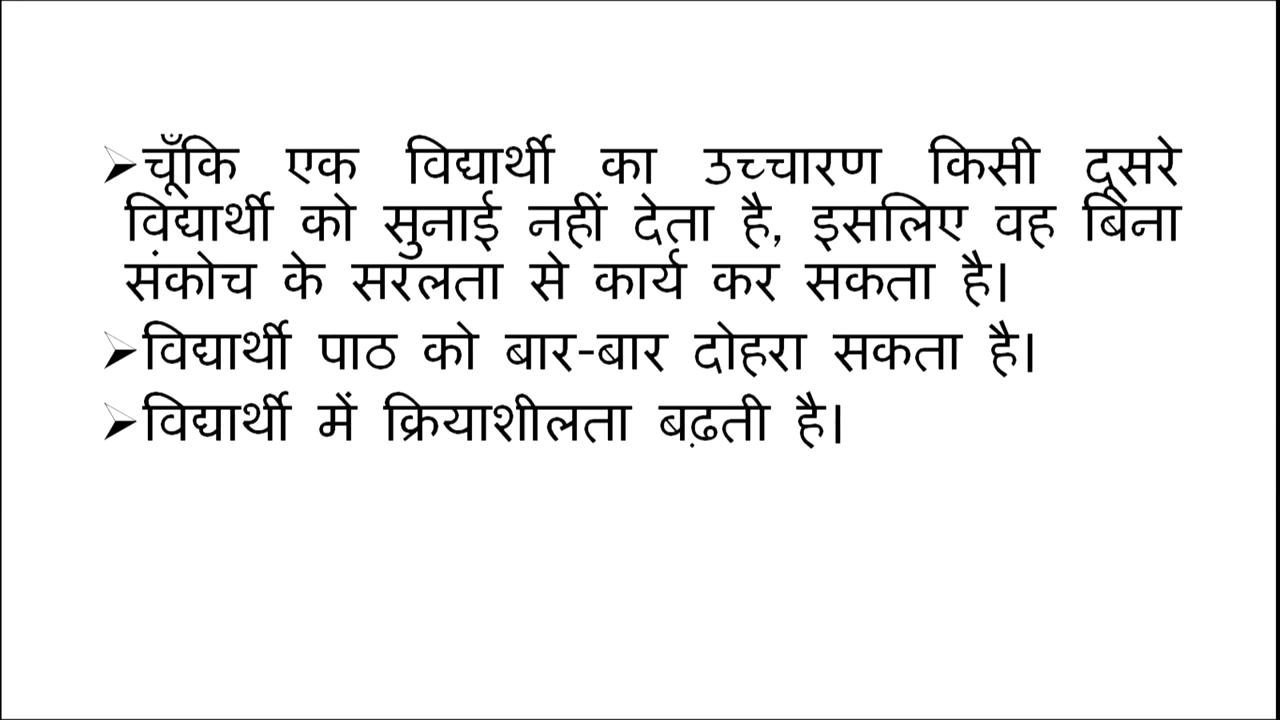 ➢चूँकि एक विद्यार्थी का उच्चारण किसी दूसरे
विद्यार्थी को सुनाई नहीं देता है, इसलिए वह बिना
संकोच के सरलता से कार्य कर सकता है।
➢विद्यार्थी पाठ को बार-बार दोहरा सकता है।
➢विद्यार्थी में क्रियाशीलता बढ़ती है।